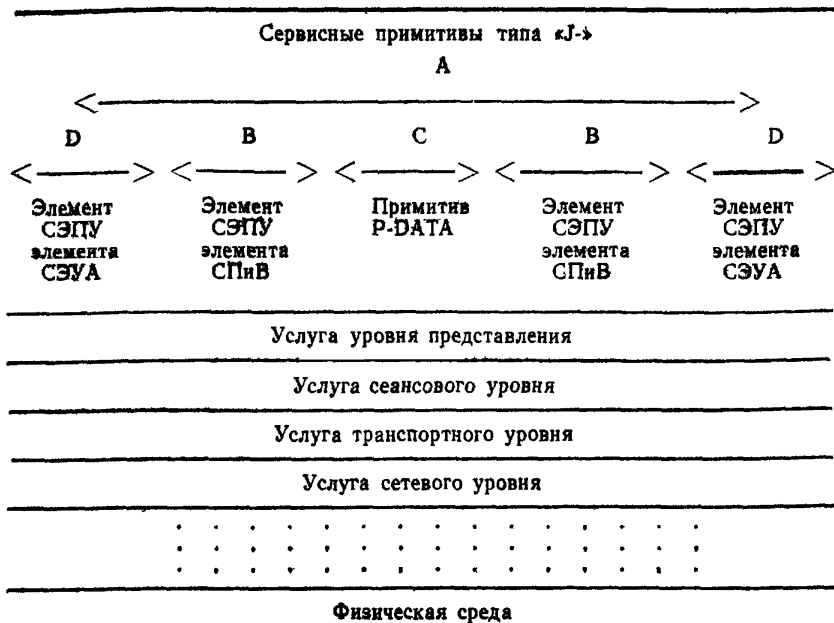 Сервисные примитивы типа «J-»
A
D B C B D
Элемент Элемент Примитив Элемент Элемент
СЭПУ СЭПУ P-DATA СЭПУ СЭПУ
элемента элемента элемента элемента
СЭУА СПиВ СПиВ СЭУА
Услуга уровня представления
Услуга сеансового уровня
Услуга транспортного уровня
Услуга сетевого уровня
Физическая среда